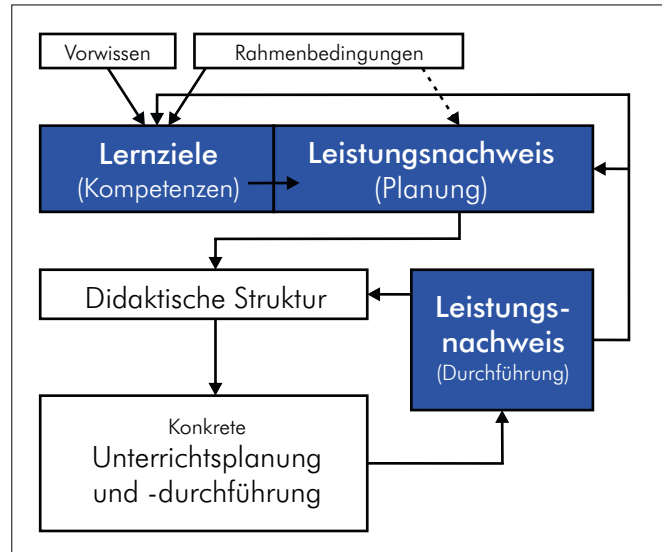 Vorwissen
Rahmenbedingungen
Lernziele
(Kompetenzen)
Leistungsnachweis
(Planung)
Didaktische Struktur
Leistungs-
nachweis
(Durchführung)
Konkrete
Unterrichtsplanung
und -durchführung